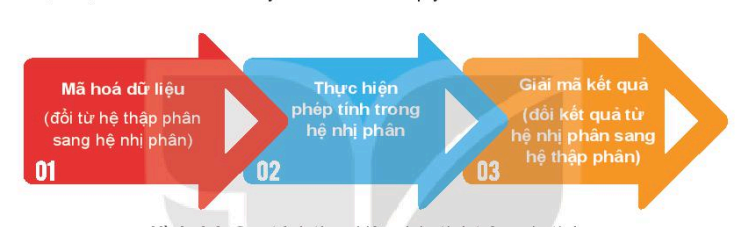 Mã hoá dữ liệu
(đổi từ hệ thập phân
sang hệ nhị phân)
01
Thực hiện
phép tính trong
hệ nhị phân
02
Giải mã kết quả
(đổi kết quả từ
hệ nhị phân sang
hệ thập phân)
03